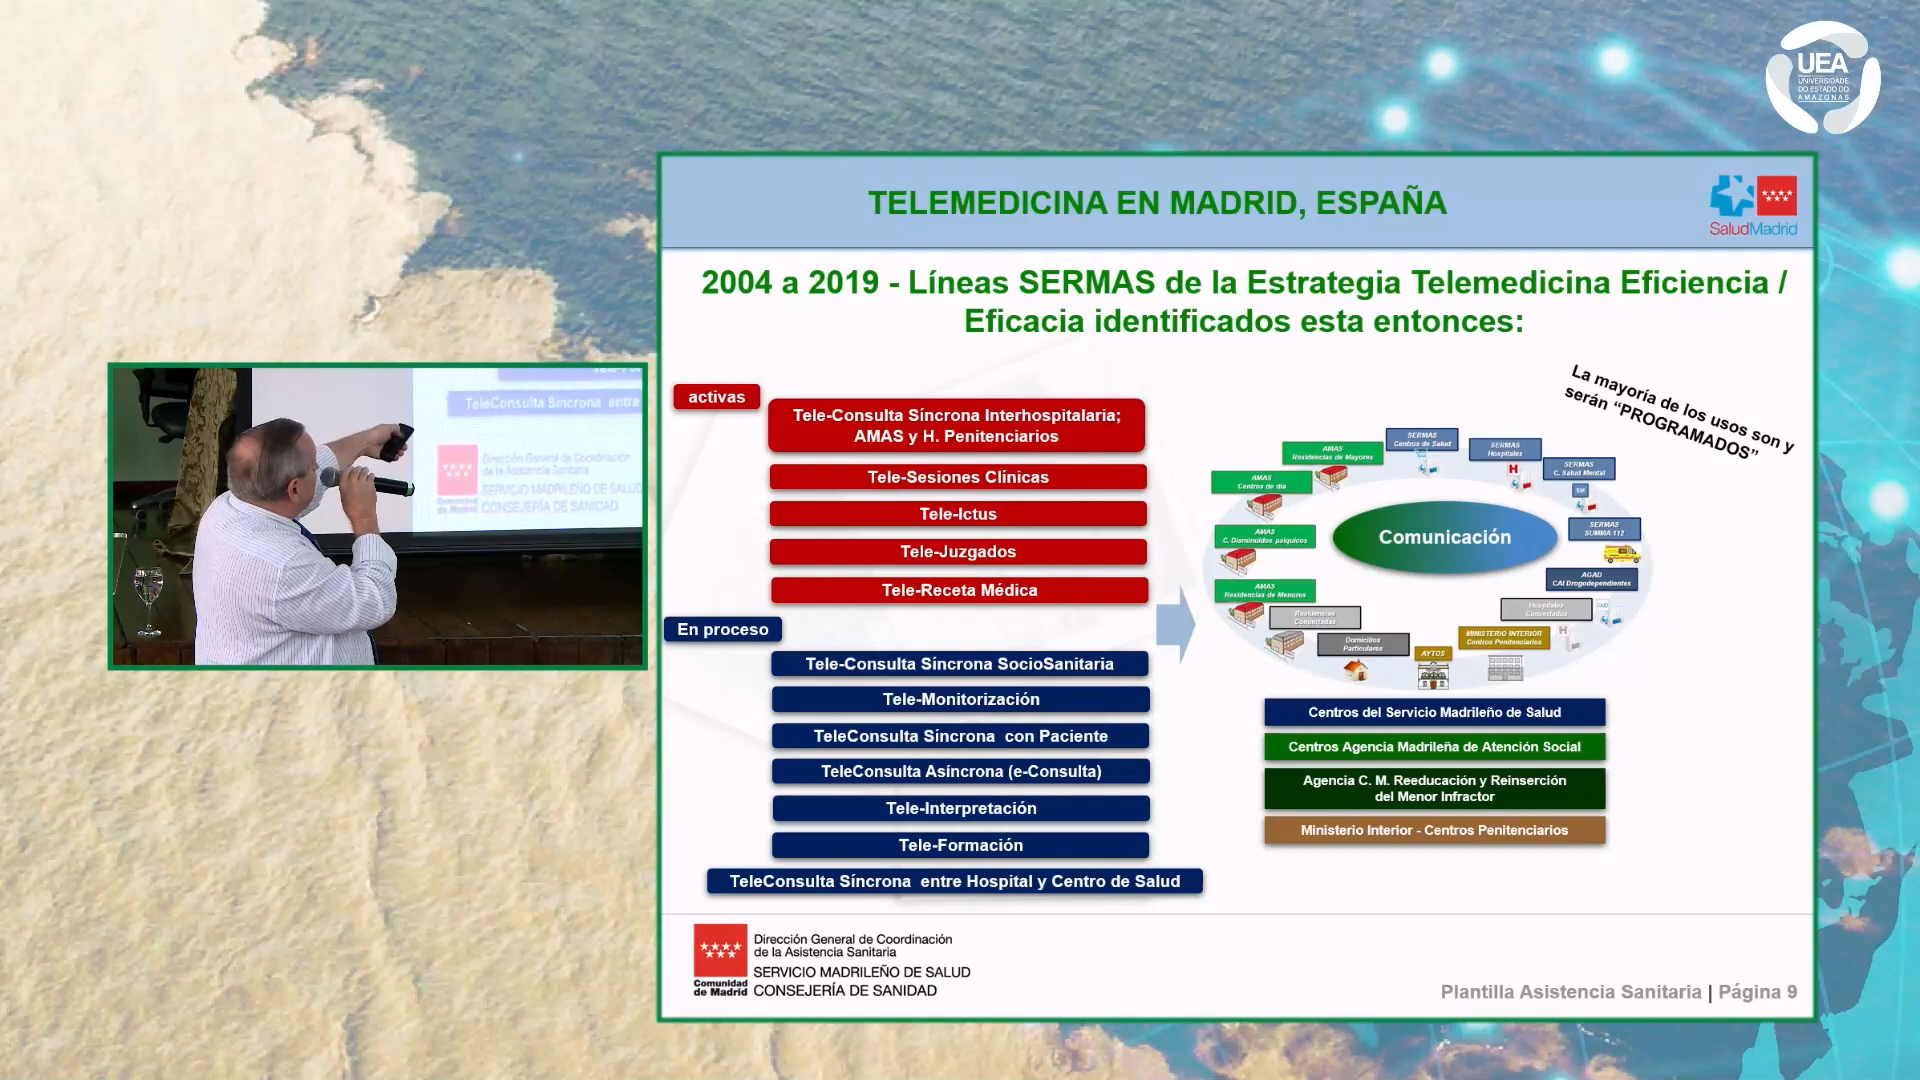 UEA
UNIVERSIDADE
DO ESTADO DO
AMAZONAS
TELEMEDICINA EN MADRID, ESPAÑA
SaludMadrid
2004 a 2019 - Líneas SERMAS de la Estrategia Telemedicina Eficiencia /
Eficacia identificados esta entonces:
activas
Tele-Consulta Síncrona Interhospitalaria;
AMAS y H. Penitenciarios
Tele-Sesiones Clínicas
Tele-Ictus
Tele-Juzgados
Tele-Receta Médica
En proceso
Tele-Consulta Síncrona SocioSanitaria
Tele-Monitorización
TeleConsulta Síncrona con Paciente
TeleConsulta Asíncrona (e-Consulta)
Tele-Interpretación
Tele-Formación
TeleConsulta Síncrona entre Hospital y Centro de Salud
La mayoría de los usos son y
serán “PROGRAMADOS”
SERMAS
Centros de Salud
AMAS
Residencias de Mayores
SERMAS
Hospitales
SERMAS
C. Salud Mental
SM
AMAS
Centros de día
AMAS
C. Disminuidos psíquicos
Comunicación
SERMAS
SUMMA 112
AGAD
CAI Drogodependientes
AMAS
Residencias de Menores
Residencias
Concertadas
Hospitales
Concertados
Domicilios
Particulares
AYTOS
MINISTERIO INTERIOR
Centros Penitenciarios
Centros del Servicio Madrileño de Salud
Centros Agencia Madrileña de Atención Social
Agencia C. M. Reeducación y Reinserción
del Menor Infractor
Ministerio Interior - Centros Penitenciarios
TeleConsulta Síncrona entre
Dirección General de Coordinación
de la Asistencia Sanitaria
SERVICIO MADRILEÑO DE SALUD
CONSEJERÍA DE SANIDAD
Comunidad
de Madrid
Dirección General de Coordinación
de la Asistencia Sanitaria
SERVICIO MADRILEÑO DE SALUD
CONSEJERÍA DE SANIDAD
Comunidad
de Madrid
Plantilla Asistencia Sanitaria | Página 9